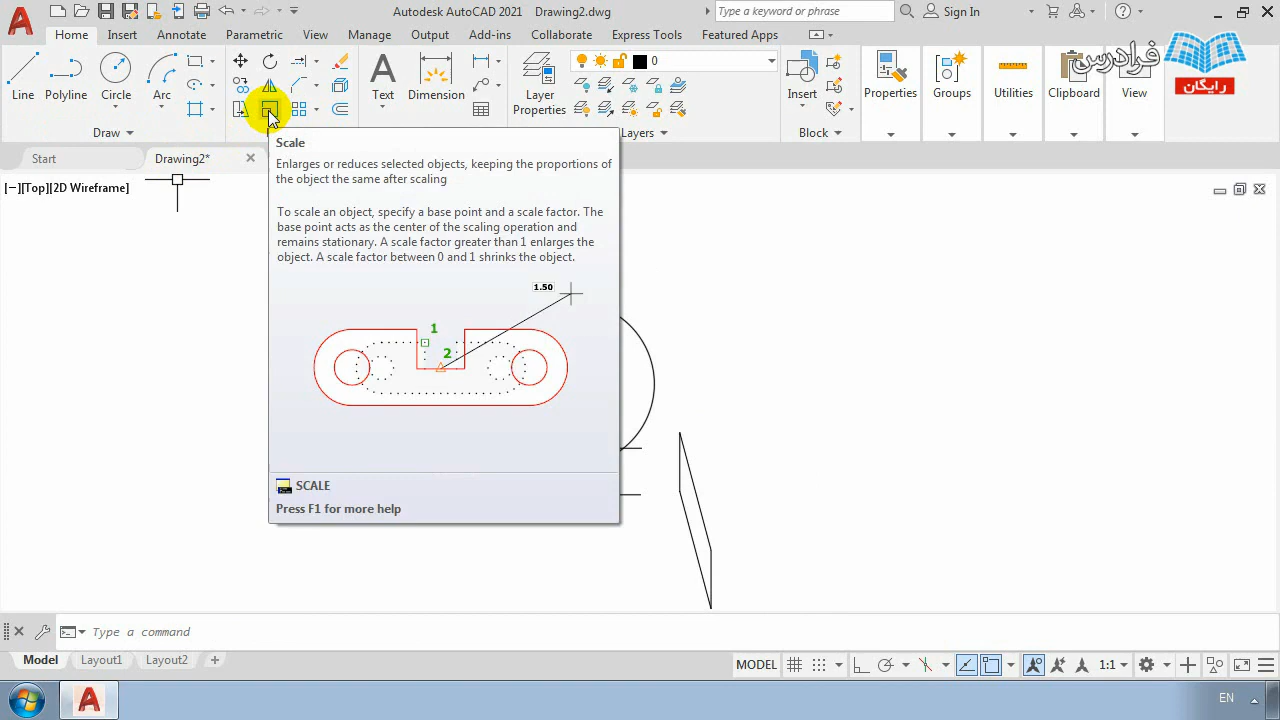 Autodesk AutoCAD 2021 Drawing2.dwg
Type a keyword or phrase
Sign In
Home Insert Annotate Parametric View Manage Output Add-ins Collaborate Express Tools Featured Apps
Line Polyline Circle Arc
Text Dimension
Layer
Properties
0
Insert
Properties Groups Utilities Clipboard View
Draw
Layers
Block
فرادرس
رایگان
Start Drawing2*
[−][Top][2D Wireframe]
Scale
Enlarges or reduces selected objects, keeping the proportions of
the object the same after scaling
To scale an object, specify a base point and a scale factor. The
base point acts as the center of the scaling operation and
remains stationary. A scale factor greater than 1 enlarges the
object. A scale factor between 0 and 1 shrinks the object.
1.50
1
2
SCALE
Press F1 for more help
Type a command
Model Layout1 Layout2
MODEL 1:1
EN